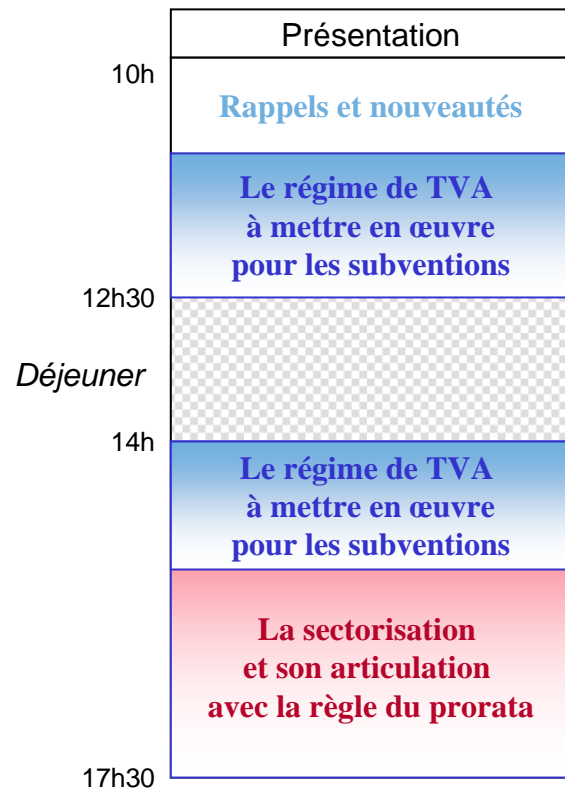 Présentation
10h
Rappels et nouveautés
Le régime de TVA
à mettre en œuvre
pour les subventions
12h30
Déjeuner
14h
Le régime de TVA
à mettre en œuvre
pour les subventions
La sectorisation
et son articulation
avec la règle du prorata
17h30